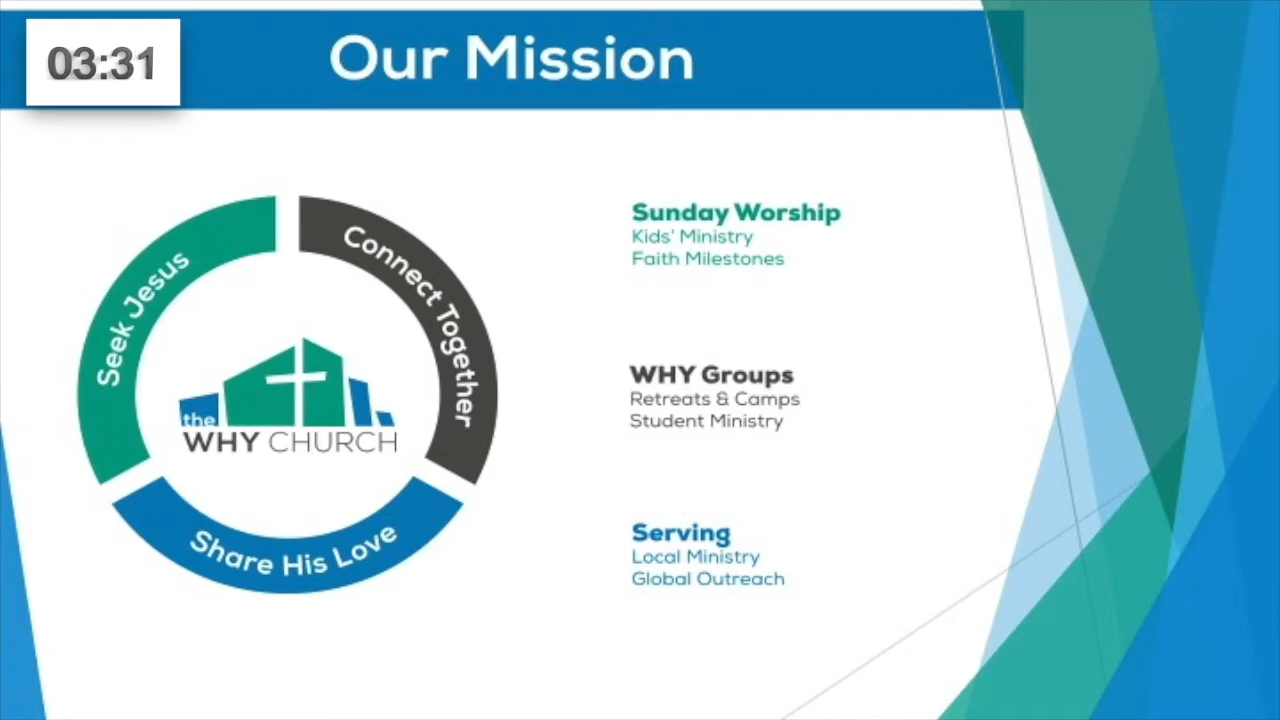 03:31
Our Mission
Seek Jesus
Connect Together
Share His Love
the
WHY CHURCH
Sunday Worship
Kids' Ministry
Faith Milestones
WHY Groups
Retreats & Camps
Student Ministry
Serving
Local Ministry
Global Outreach